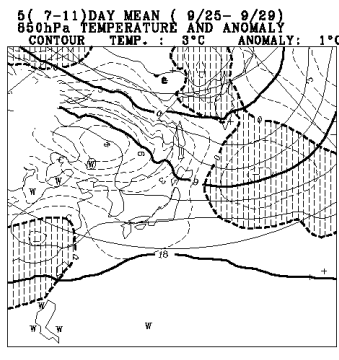 5( 7-11)DAY MEAN ( 9/25- 9/29)
850hPa TEMPERATURE AND ANOMALY
CONTOUR TEMP. : 3°C ANOMALY: 1°C
W
W
W
W
18
W
W
W
W